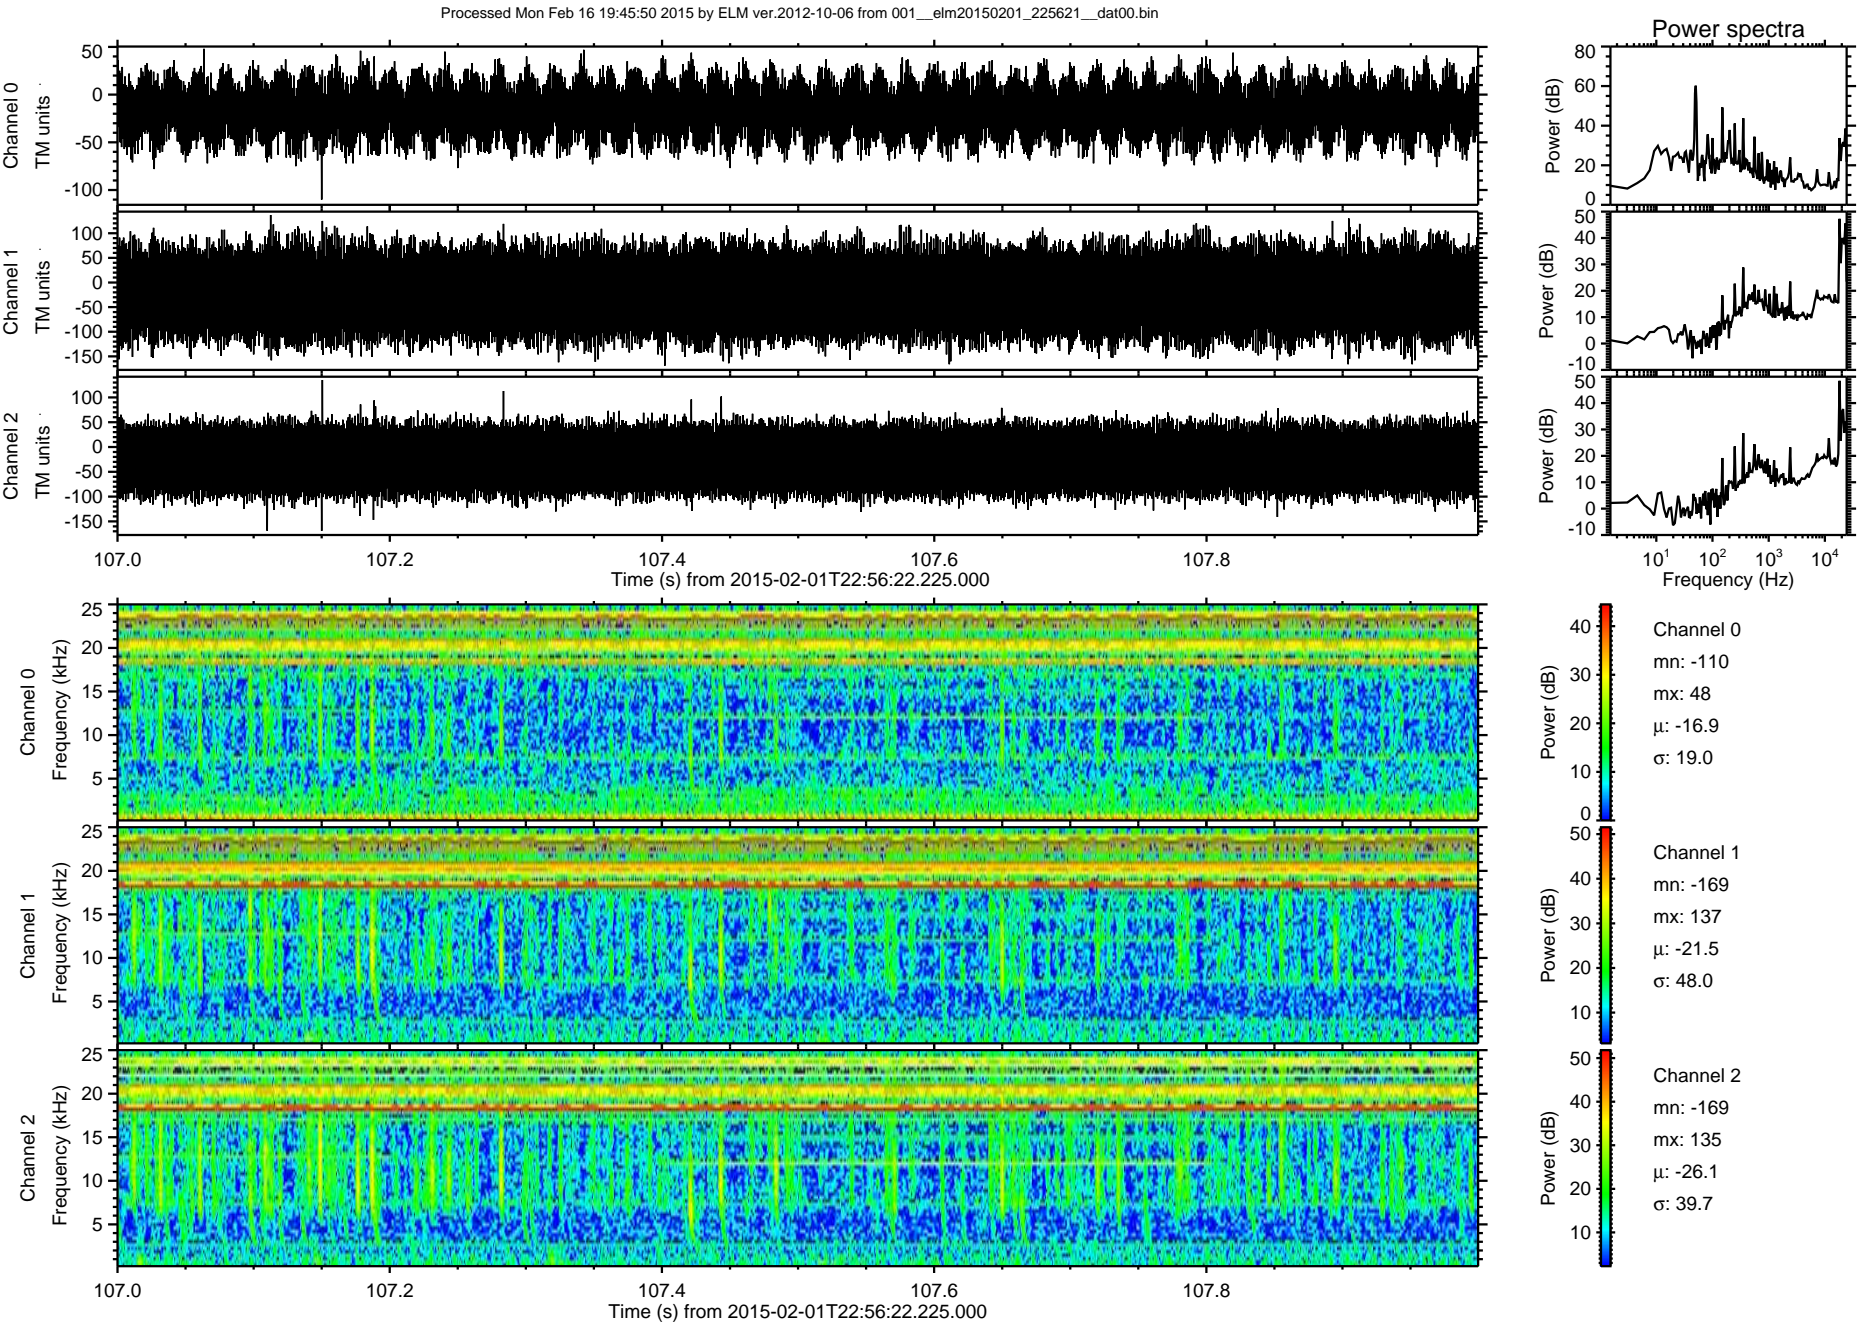 Processed Mon Feb 16 19:45:50 2015 by ELM ver.2012-10-06 from 001__elm20150201_225621__dat00.bin
Power spectra
Channel 0
TM units
50
0
-50
-100
Power (dB)
80
60
40
20
0
Channel 1
TM units
100
50
0
-50
-100
-150
Power (dB)
50
40
30
20
10
0
-10
Channel 2
TM units
100
50
0
-50
-100
-150
Power (dB)
50
40
30
20
10
0
-10
107.0 107.2 107.4 107.6 107.8
Time (s) from 2015-02-01T22:56:22.225.000
10¹ 10² 10³ 10⁴
Frequency (Hz)
Channel 0
Frequency (kHz)
25
20
15
10
5
Power (dB)
40
30
20
10
0
Channel 0
mn: -110
mx: 48
μ: -16.9
σ: 19.0
Channel 1
Frequency (kHz)
25
20
15
10
5
Power (dB)
50
40
30
20
10
Channel 1
mn: -169
mx: 137
μ: -21.5
σ: 48.0
Channel 2
Frequency (kHz)
25
20
15
10
5
Power (dB)
50
40
30
20
10
Channel 2
mn: -169
mx: 135
μ: -26.1
σ: 39.7
107.0 107.2 107.4 107.6 107.8
Time (s) from 2015-02-01T22:56:22.225.000